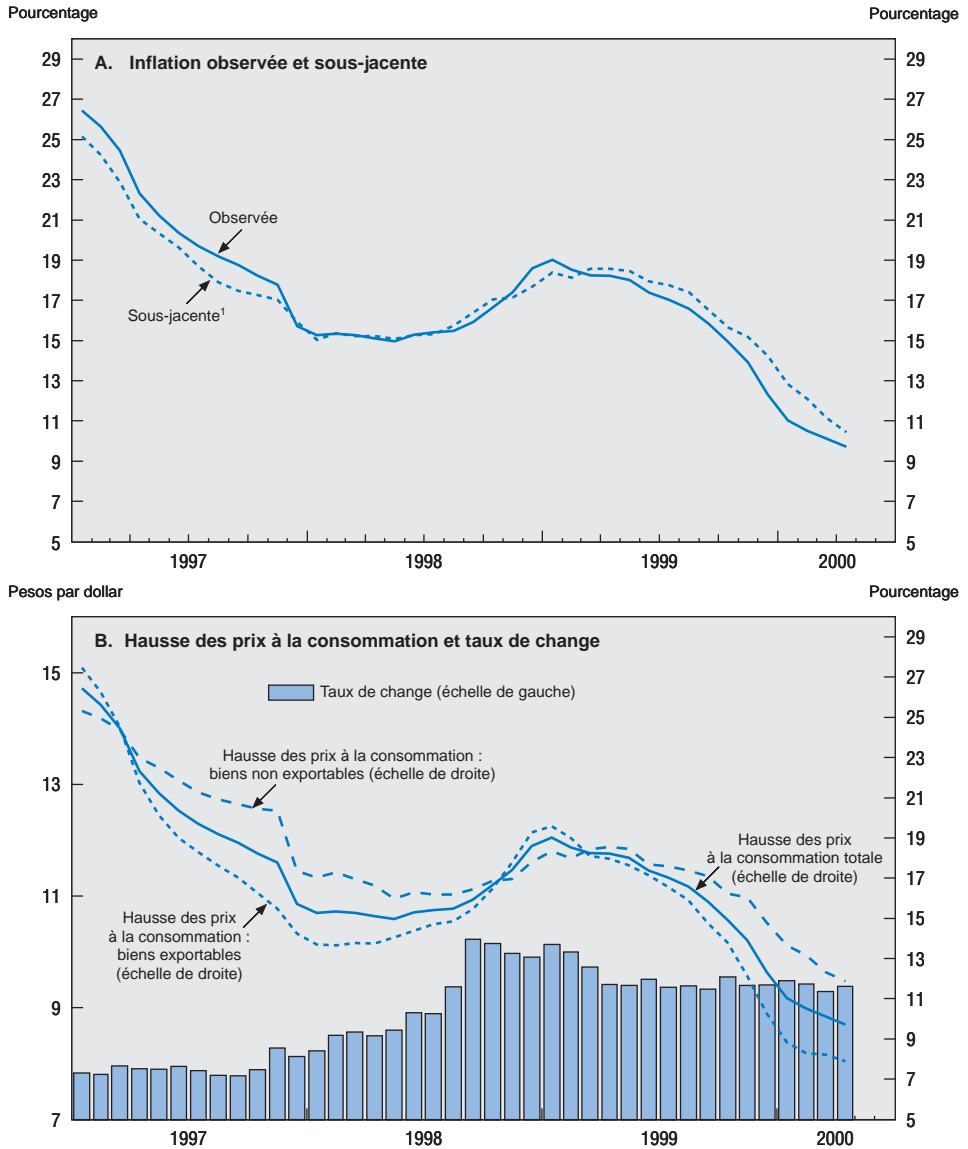 Pourcentage
Pourcentage
A. Inflation observée et sous-jacente
29
27
25
23
21
19
17
15
13
11
9
7
5
29
27
25
23
21
19
17
15
13
11
9
7
5
Observée
Sous-jacente¹
1997
1998
1999
2000
Pesos par dollar
Pourcentage
B. Hausse des prix à la consommation et taux de change
15
13
11
9
7
29
27
25
23
21
19
17
15
13
11
9
7
5
Taux de change (échelle de gauche)
Hausse des prix à la consommation :
biens non exportables (échelle de droite)
Hausse des prix
à la consommation totale
(échelle de droite)
Hausse des prix
à la consommation :
biens exportables
(échelle de droite)
1997
1998
1999
2000